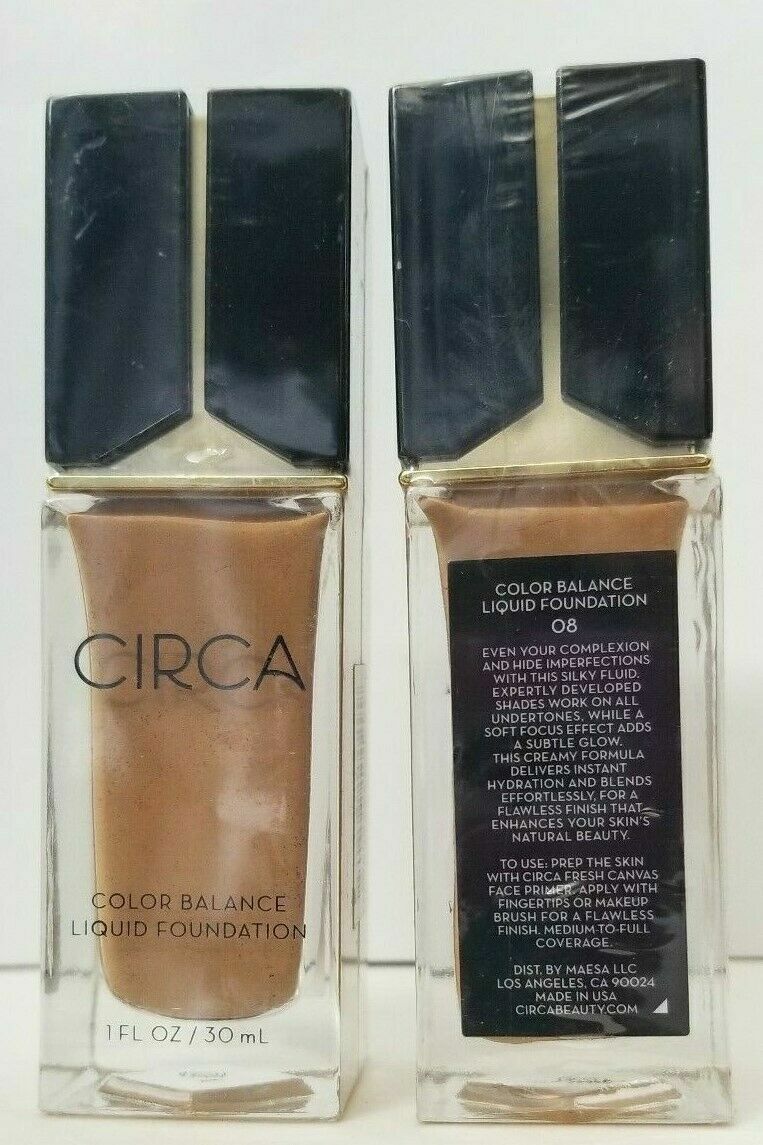 CIRCA
COLOR BALANCE
LIQUID FOUNDATION
1 FL OZ / 30 mL
COLOR BALANCE
LIQUID FOUNDATION
08
EVEN YOUR COMPLEXION
AND HIDE IMPERFECTIONS
WITH THIS SILKY FLUID.
EXPERTLY DEVELOPED
SHADES WORK ON ALL
UNDERTONES, WHILE A
SOFT FOCUS EFFECT ADDS
A SUBTLE GLOW.
THIS CREAMY FORMULA
DELIVERS INSTANT
HYDRATION AND BLENDS
EFFORTLESSLY, FOR A
FLAWLESS FINISH THAT
ENHANCES YOUR SKIN'S
NATURAL BEAUTY.
TO USE: PREP THE SKIN
WITH CIRCA FRESH CANVAS
FACE PRIMER. APPLY WITH
FINGERTIPS OR MAKEUP
BRUSH FOR A FLAWLESS
FINISH. MEDIUM-TO-FULL
COVERAGE.
DIST. BY MAESA LLC
LOS ANGELES, CA 90024
MADE IN USA
CIRCABEAUTY.COM